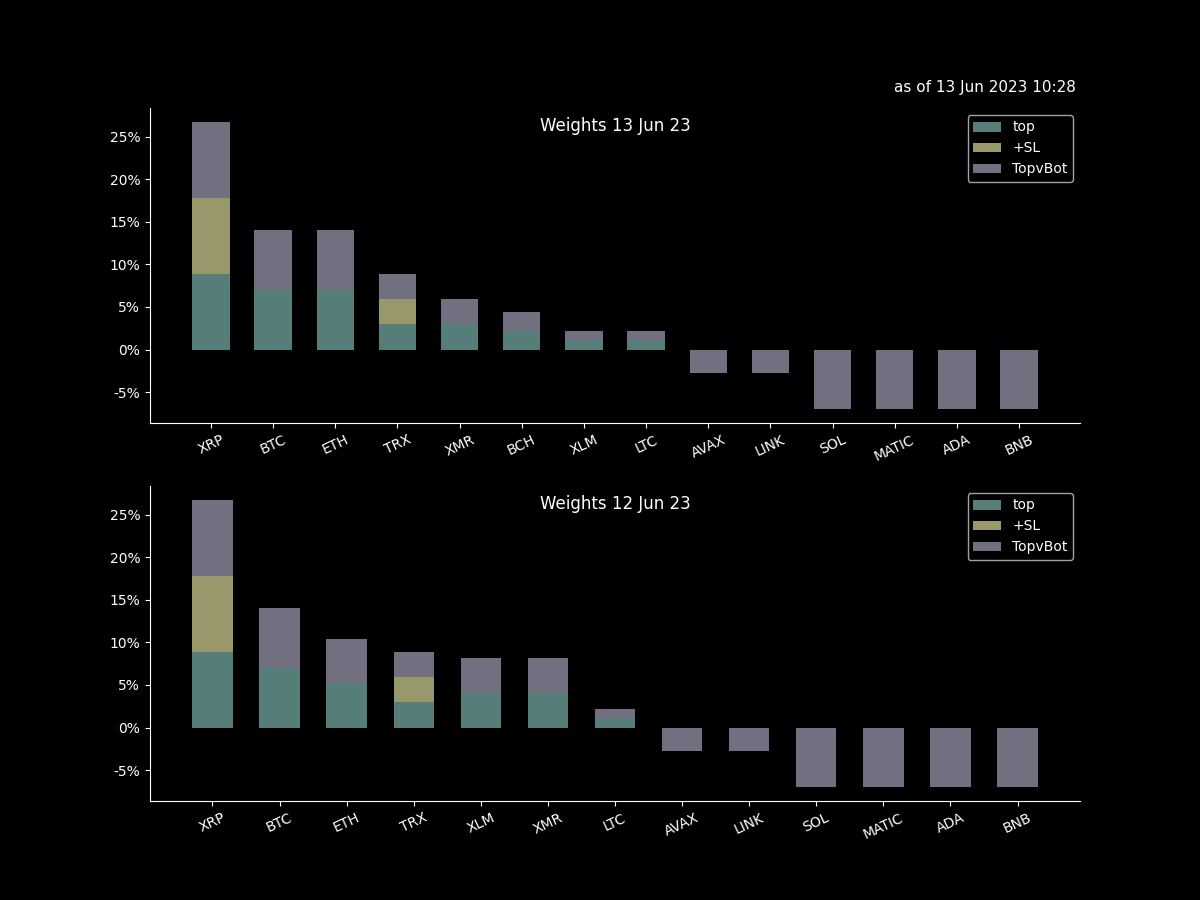 as of 13 Jun 2023 10:28
Weights 13 Jun 23
top
+SL
TopvBot
25%
20%
15%
10%
5%
0%
-5%
XRP BTC ETH TRX XMR BCH XLM LTC AVAX LINK SOL MATIC ADA BNB
Weights 12 Jun 23
top
+SL
TopvBot
25%
20%
15%
10%
5%
0%
-5%
XRP BTC ETH TRX XLM XMR LTC AVAX LINK SOL MATIC ADA BNB